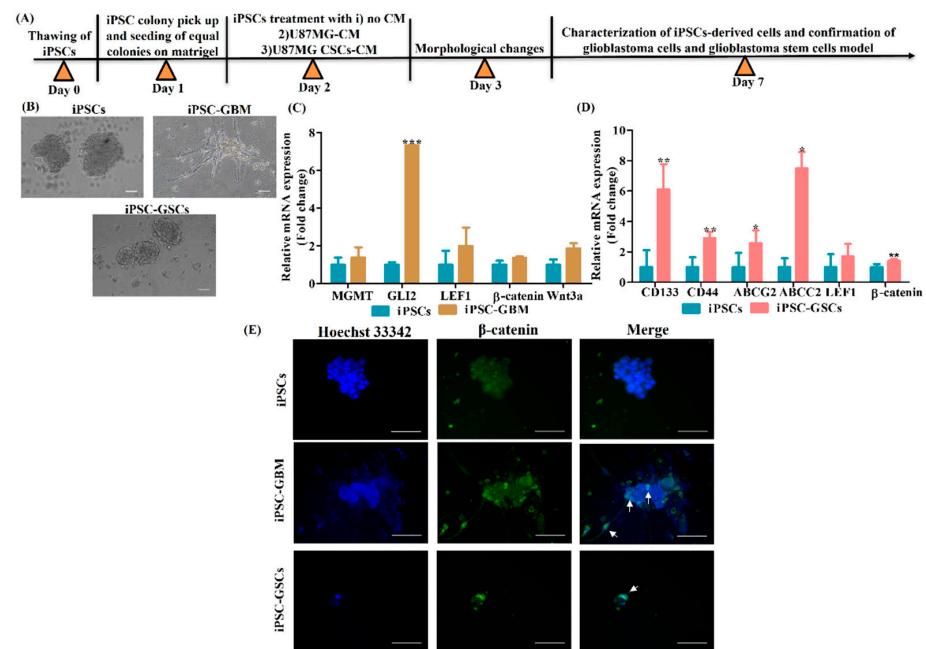 (A)
Thawing of
iPSCs
iPSC colony pick up
and seeding of equal
colonies on matrigel
iPSCs treatment with i) no CM
2)U87MG-CM
3)U87MG CSCs-CM
Morphological changes
Characterization of iPSCs-derived cells and confirmation of
glioblastoma cells and glioblastoma stem cells model
Day 0
Day 1
Day 2
Day 3
Day 7
(B)
iPSCs
iPSC-GBM
iPSC-GSCs
(C)
Relative mRNA expression
(Fold change)
8
6
4
2
0
***
MGMT GLI2 LEF1 β-catenin Wnt3a
iPSCs iPSC-GBM
(D)
Relative mRNA expression
(Fold change)
10
8
6
4
2
0
**
**
*
*
**
CD133 CD44 ABCG2 ABCC2 LEF1 β-catenin
iPSCs iPSC-GSCs
(E)
Hoechst 33342 β-catenin Merge
iPSCs
iPSC-GBM
iPSC-GSCs